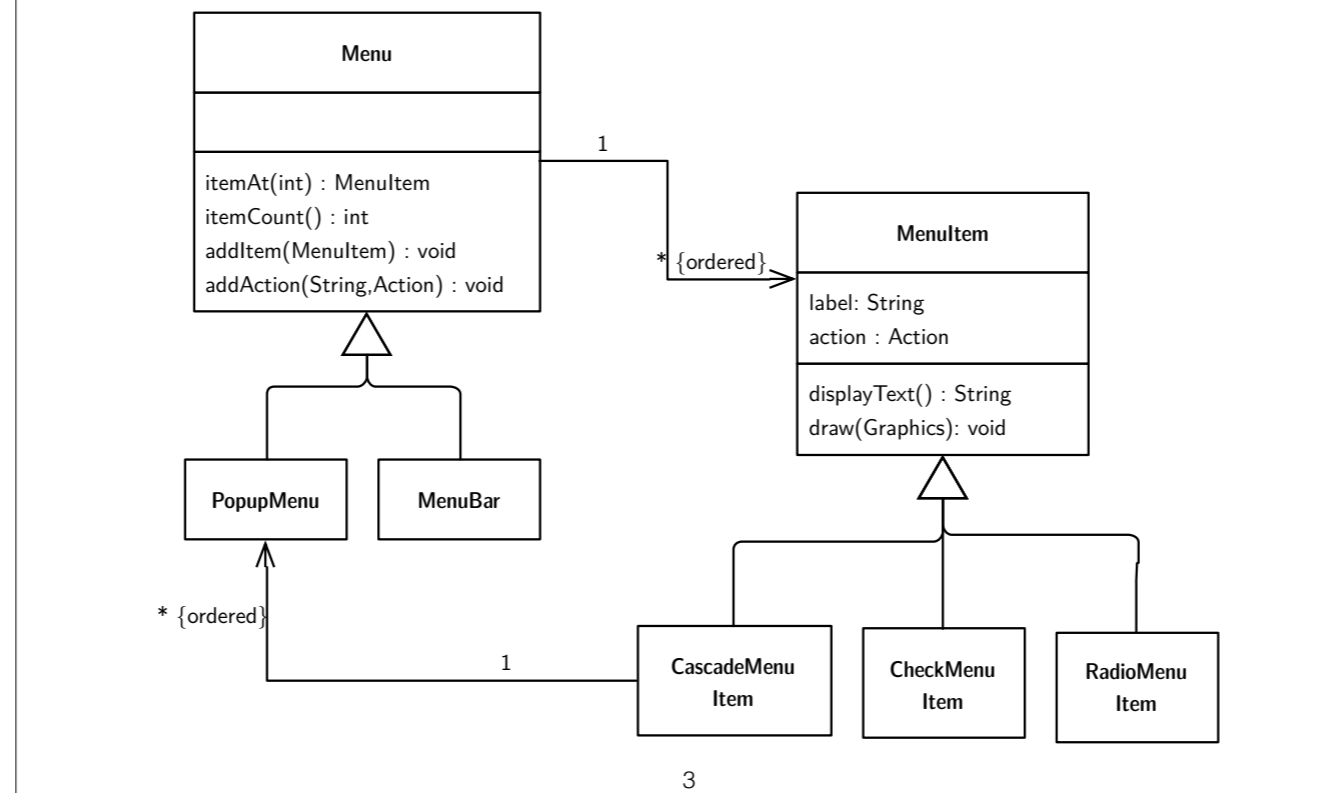 Menu
itemAt(int) : MenuItem
itemCount() : int
addItem(MenuItem) : void
addAction(String,Action) : void
1
* {ordered}
MenuItem
label: String
action : Action
displayText() : String
draw(Graphics): void
PopupMenu
MenuBar
* {ordered}
1
CascadeMenu
Item
CheckMenu
Item
RadioMenu
Item
3